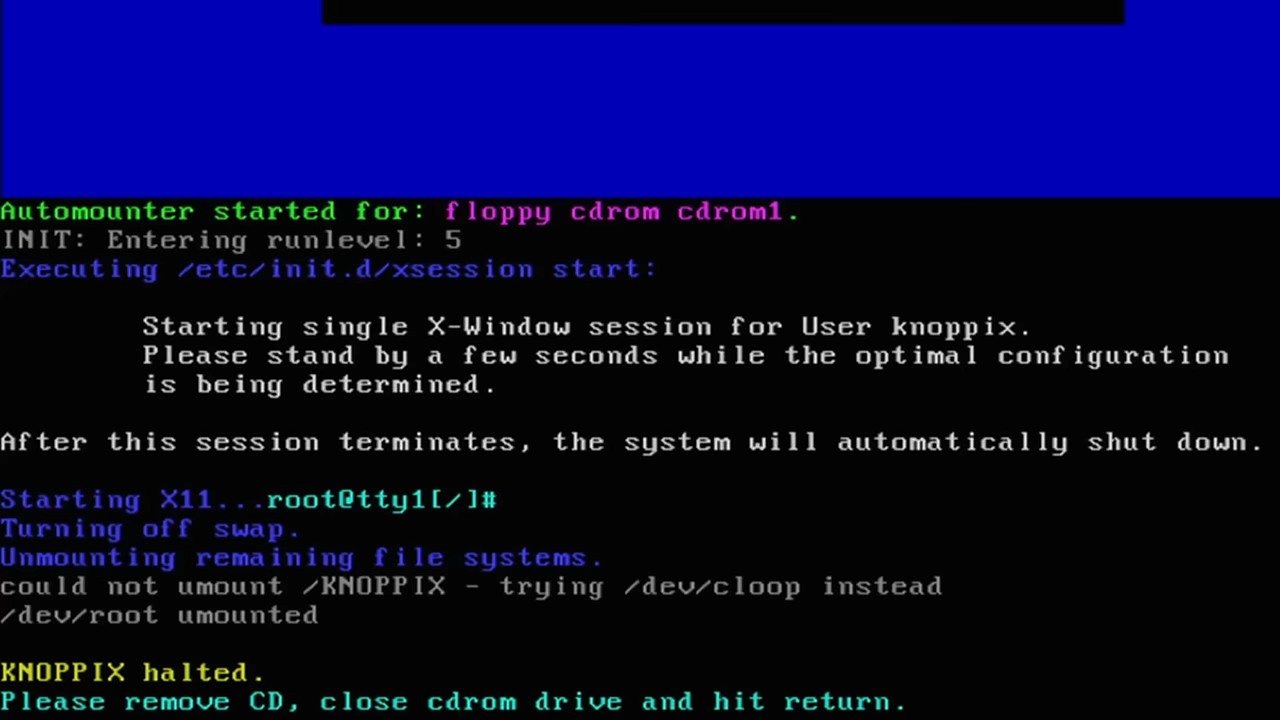 Automounter started for: floppy cdrom cdrom1.
INIT: Entering runlevel: 5
Executing /etc/init.d/xsession start:
Starting single X-Window session for User knoppix.
Please stand by a few seconds while the optimal configuration
is being determined.
After this session terminates, the system will automatically shut down.
Starting X11...root@tty1[/]#
Turning off swap.
Unmounting remaining file systems.
could not umount /KNOPPIX - trying /dev/cloop instead
/dev/root umounted
KNOPPIX halted.
Please remove CD, close cdrom drive and hit return.